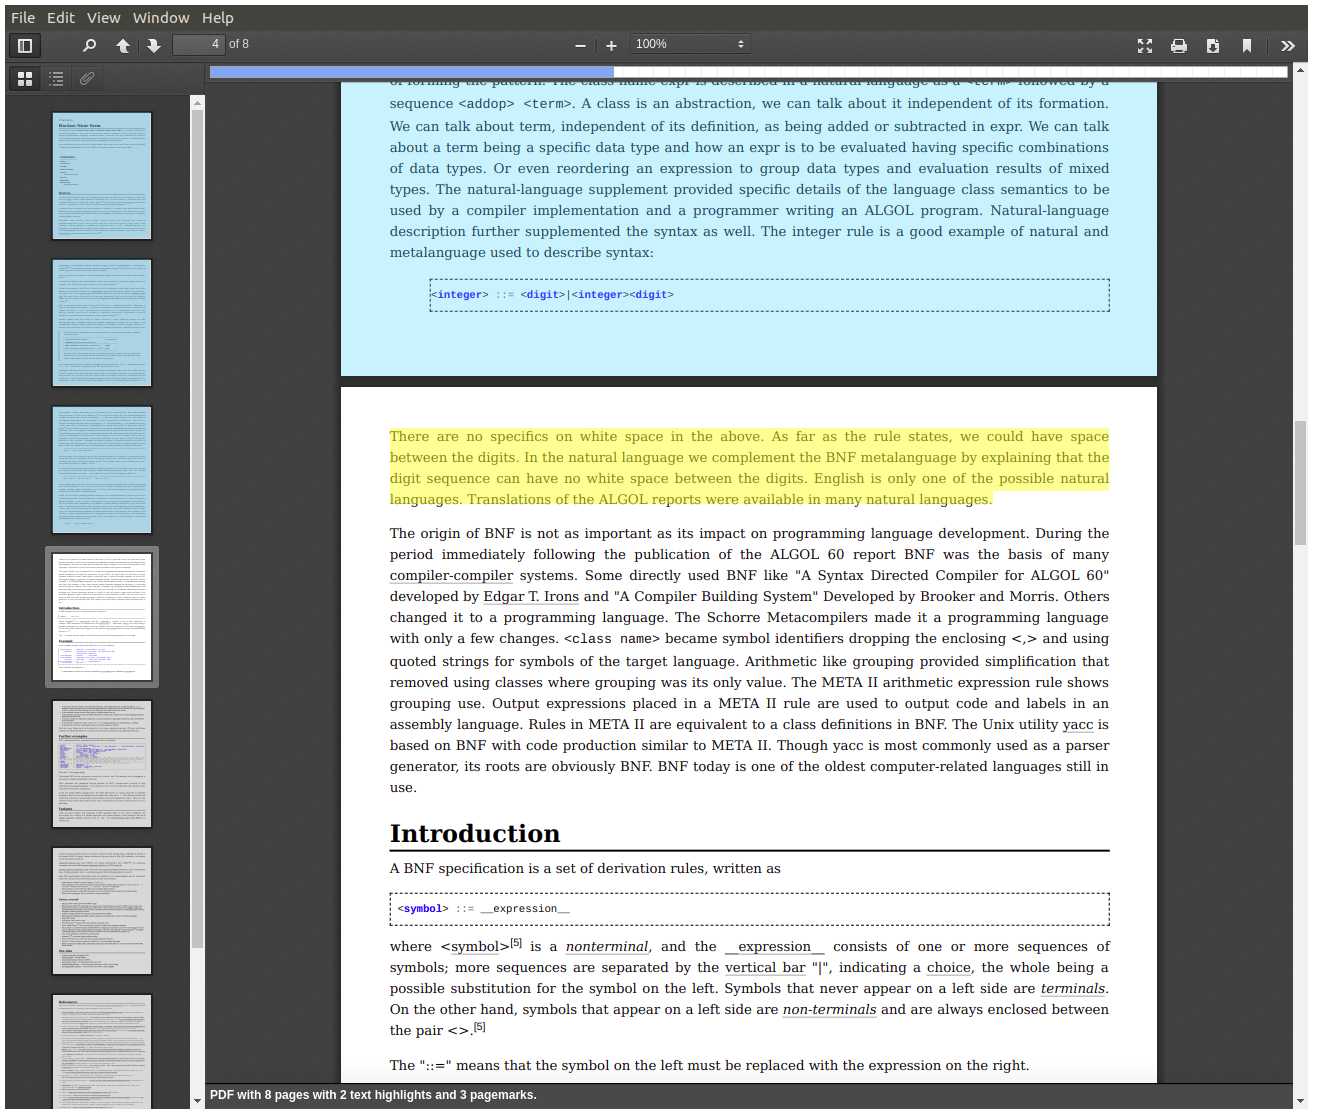 File Edit View Window Help
4 of 8
100%
sequence <addop> <term>. A class is an abstraction, we can talk about it independent of its formation.
We can talk about term, independent of its definition, as being added or subtracted in expr. We can talk
about a term being a specific data type and how an expr is to be evaluated having specific combinations
of data types. Or even reordering an expression to group data types and evaluation results of mixed
types. The natural-language supplement provided specific details of the language class semantics to be
used by a compiler implementation and a programmer writing an ALGOL program. Natural-language
description further supplemented the syntax as well. The integer rule is a good example of natural and
metalanguage used to describe syntax:
<integer> ::= <digit>|<integer><digit>
There are no specifics on white space in the above. As far as the rule states, we could have space
between the digits. In the natural language we complement the BNF metalanguage by explaining that the
digit sequence can have no white space between the digits. English is only one of the possible natural
languages. Translations of the ALGOL reports were available in many natural languages.
The origin of BNF is not as important as its impact on programming language development. During the
period immediately following the publication of the ALGOL 60 report BNF was the basis of many
compiler-compiler systems. Some directly used BNF like "A Syntax Directed Compiler for ALGOL 60"
developed by Edgar T. Irons and "A Compiler Building System" Developed by Brooker and Morris. Others
changed it to a programming language. The Schorre Metacompilers made it a programming language
with only a few changes. <class name> became symbol identifiers dropping the enclosing <,> and using
quoted strings for symbols of the target language. Arithmetic like grouping provided simplification that
removed using classes where grouping was its only value. The META II arithmetic expression rule shows
grouping use. Output expressions placed in a META II rule are used to output code and labels in an
assembly language. Rules in META II are equivalent to a class definitions in BNF. The Unix utility yacc is
based on BNF with code production similar to META II. Though yacc is most commonly used as a parser
generator, its roots are obviously BNF. BNF today is one of the oldest computer-related languages still in
use.
Introduction
A BNF specification is a set of derivation rules, written as
<symbol> ::= __expression__
where <symbol>[5] is a nonterminal, and the __expression__ consists of one or more sequences of
symbols; more sequences are separated by the vertical bar "|", indicating a choice, the whole being a
possible substitution for the symbol on the left. Symbols that never appear on a left side are terminals.
On the other hand, symbols that appear on a left side are non-terminals and are always enclosed between
the pair <>.[5]
The "::=" means that the symbol on the left must be replaced with the expression on the right.
PDF with 8 pages with 2 text highlights and 3 pagemarks.